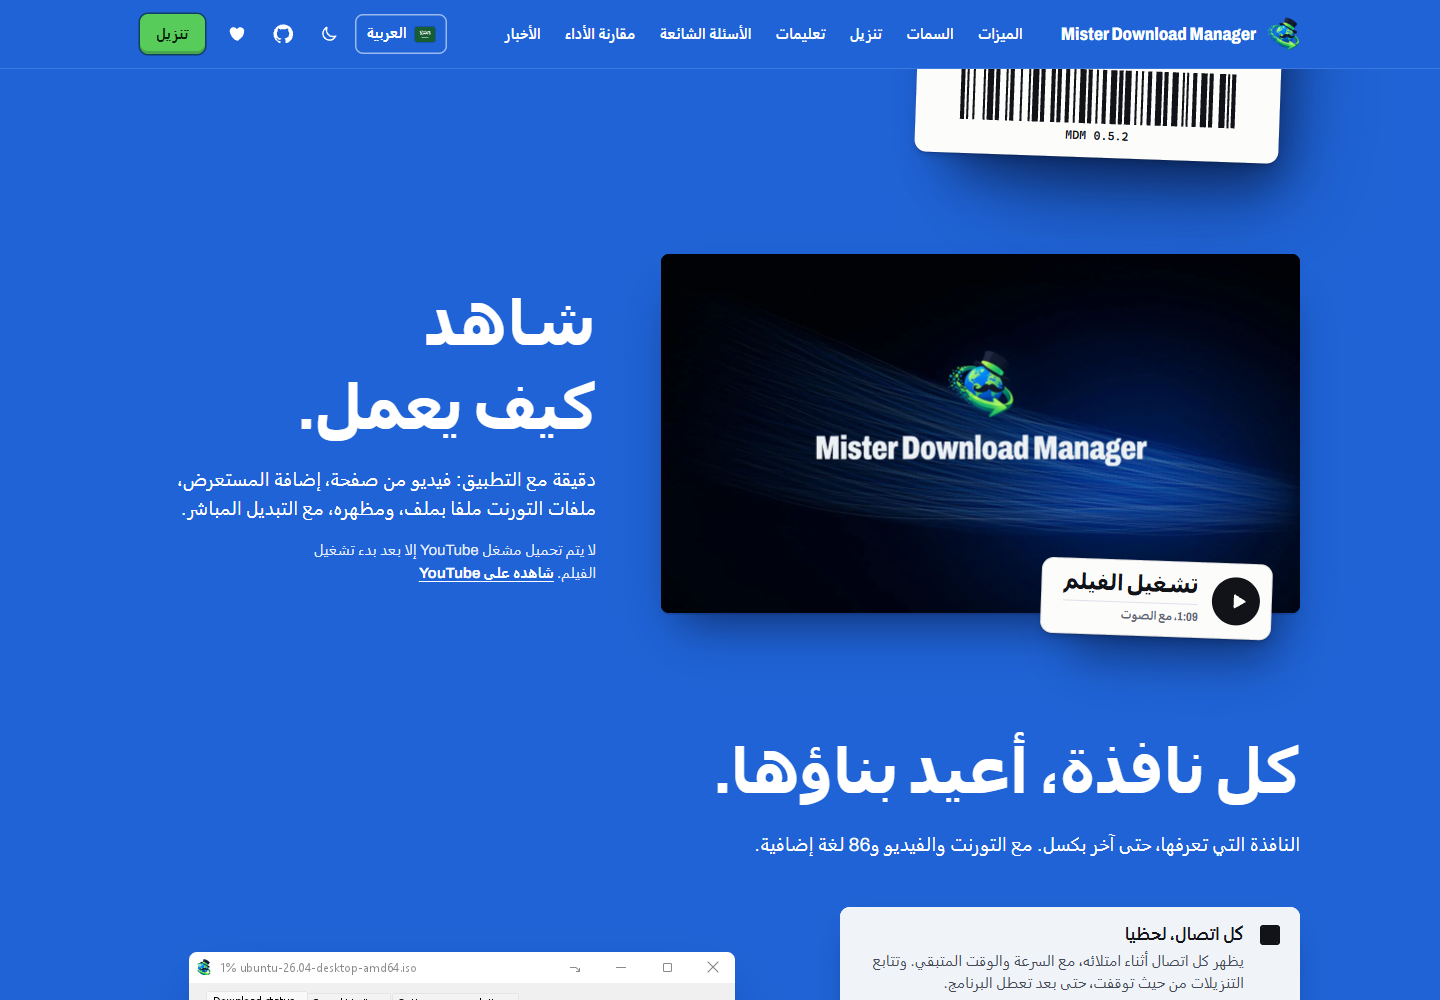 Mister Download Manager
الميزات
السمات
تنزيل
تعليمات
الأسئلة الشائعة
مقارنة الأداء
الأخبار
العربية
تنزيل
MDM 0.5.2
Mister Download Manager
تشغيل الفيلم
1:09، مع الصوت
شاهد
كيف يعمل.
دقيقة مع التطبيق: فيديو من صفحة، إضافة المستعرض،
ملفات التورنت ملفا بملف، ومظهره، مع التبديل المباشر.
لا يتم تحميل مشغل YouTube إلا بعد بدء تشغيل
الفيلم. شاهده على YouTube
كل نافذة، أعيد بناؤها.
النافذة التي تعرفها، حتى آخر بكسل. مع التورنت والفيديو و86 لغة إضافية.
كل اتصال، لحظيا
يظهر كل اتصال أثناء امتلائه، مع السرعة والوقت المتبقي. وتتابع
التنزيلات من حيث توقفت، حتى بعد تعطل البرنامج.
1% ubuntu-26.04-desktop-amd64.iso
Download status